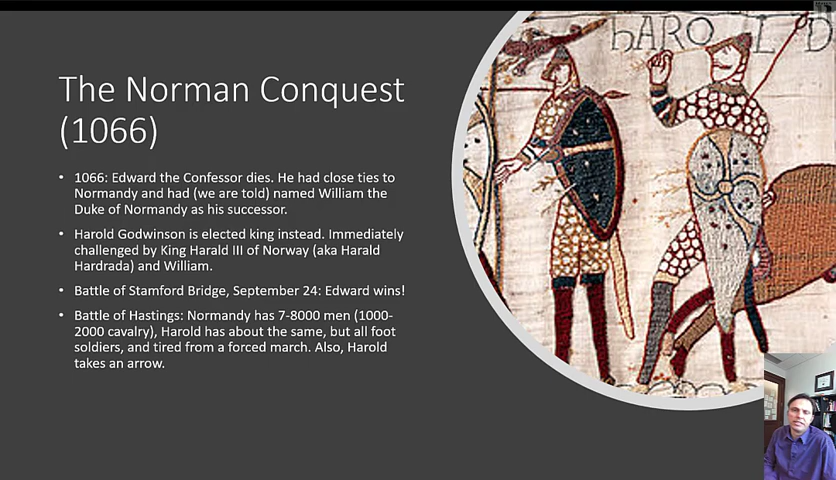 The Norman Conquest
(1066)
• 1066: Edward the Confessor dies. He had close ties to
Normandy and had (we are told) named William the
Duke of Normandy as his successor.
• Harold Godwinson is elected king instead. Immediately
challenged by King Harald III of Norway (aka Harald
Hardrada) and William.
• Battle of Stamford Bridge, September 24: Edward wins!
• Battle of Hastings: Normandy has 7-8000 men (1000-
2000 cavalry), Harold has about the same, but all foot
soldiers, and tired from a forced march. Also, Harold
takes an arrow.
hARO L D